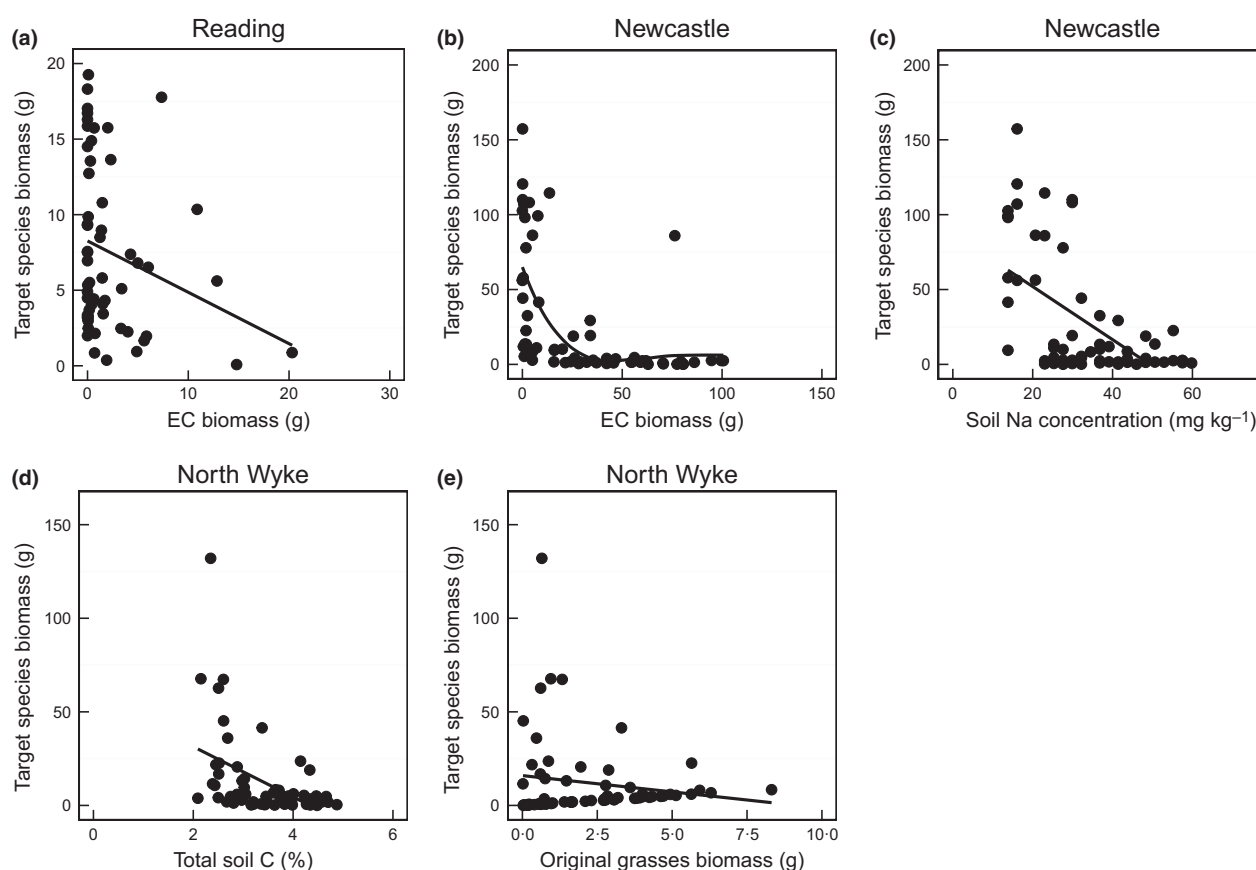 (a)
Reading
Target species biomass (g)
20
15
10
5
0
0
10
20
30
EC biomass (g)
(b)
Newcastle
Target species biomass (g)
200
150
100
50
0
0
50
100
150
EC biomass (g)
(c)
Newcastle
Target species biomass (g)
200
150
100
50
0
0
20
40
60
Soil Na concentration (mg kg–1)
(d)
North Wyke
Target species biomass (g)
150
100
50
0
0
2
4
6
Total soil C (%)
(e)
North Wyke
Target species biomass (g)
150
100
50
0
0·0
2·5
5·0
7·5
10·0
Original grasses biomass (g)